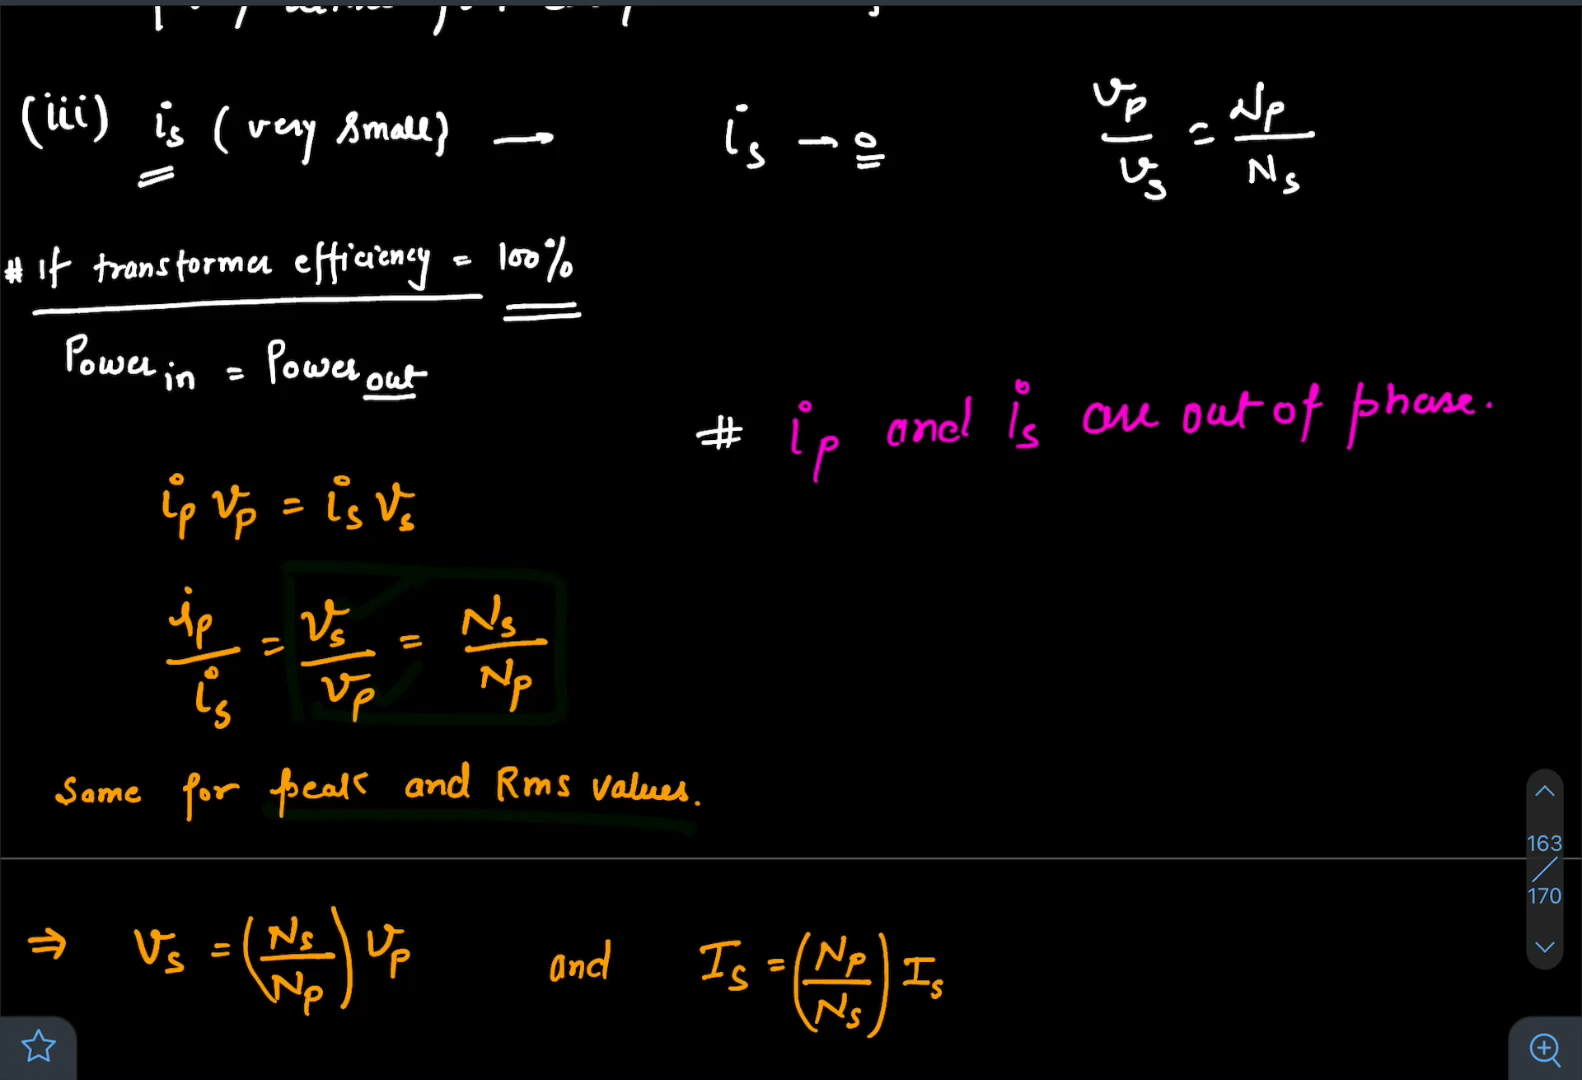 (iii) is (very small) → is → 0
Vp/Vs = Np/Ns
# If transformer efficiency = 100%
Power in = Power out
# ip and is are out of phase.
ip Vp = is Vs
ip/is = Vs/Vp = Ns/Np
Same for peak and Rms values.
163
/
170
⇒ Vs = (Ns/Np) Vp and Is = (Np/Ns) Is